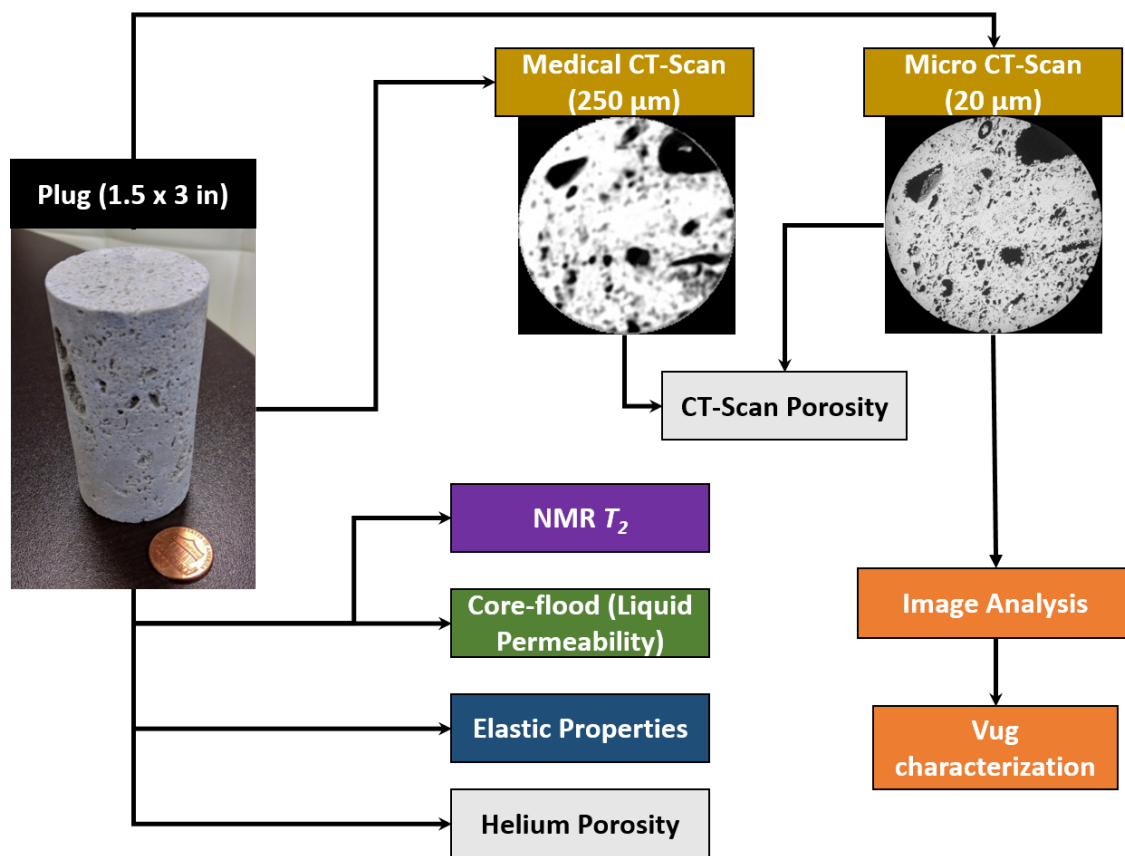 Medical CT-Scan
(250 µm)
Micro CT-Scan
(20 µm)
Plug (1.5 x 3 in)
CT-Scan Porosity
NMR T2
Core-flood (Liquid
Permeability)
Image Analysis
Elastic Properties
Vug
characterization
Helium Porosity